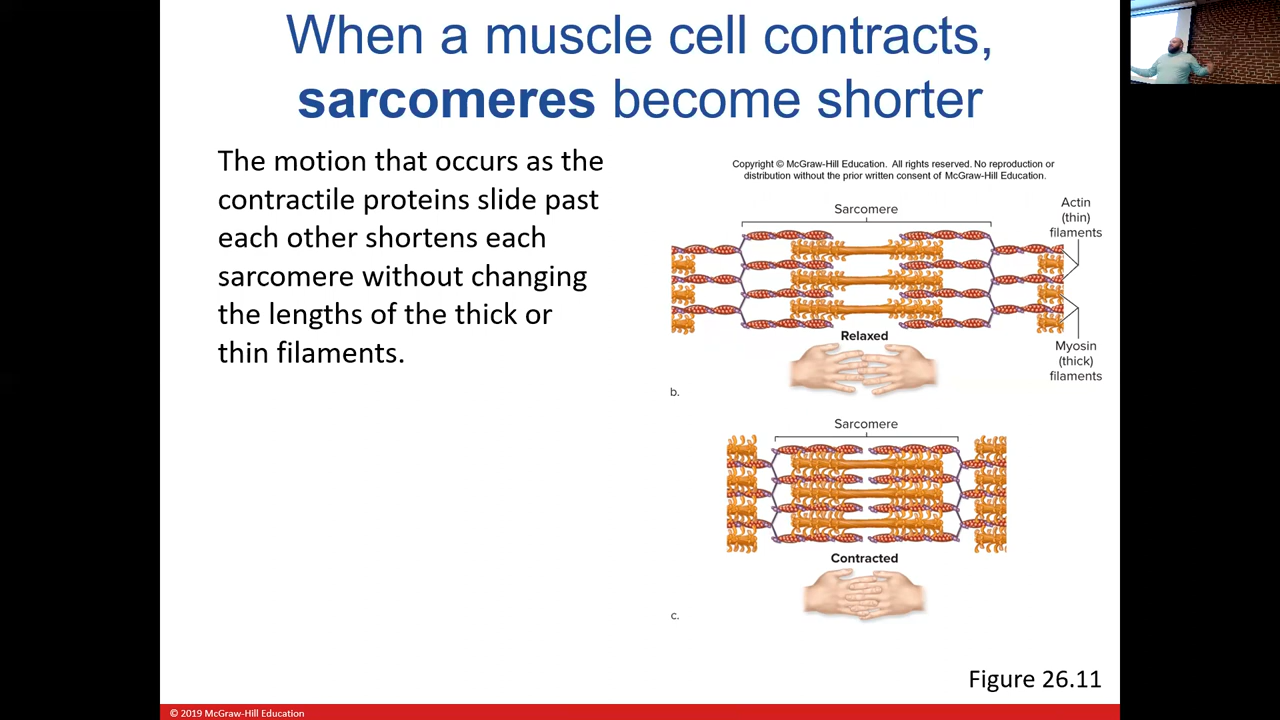 When a muscle cell contracts,
sarcomeres become shorter
The motion that occurs as the
contractile proteins slide past
each other shortens each
sarcomere without changing
the lengths of the thick or
thin filaments.
Copyright © McGraw-Hill Education. All rights reserved. No reproduction or
distribution without the prior written consent of McGraw-Hill Education.
Sarcomere
Actin
(thin)
filaments
Relaxed
Myosin
(thick)
filaments
b.
Sarcomere
Contracted
c.
Figure 26.11
© 2019 McGraw-Hill Education